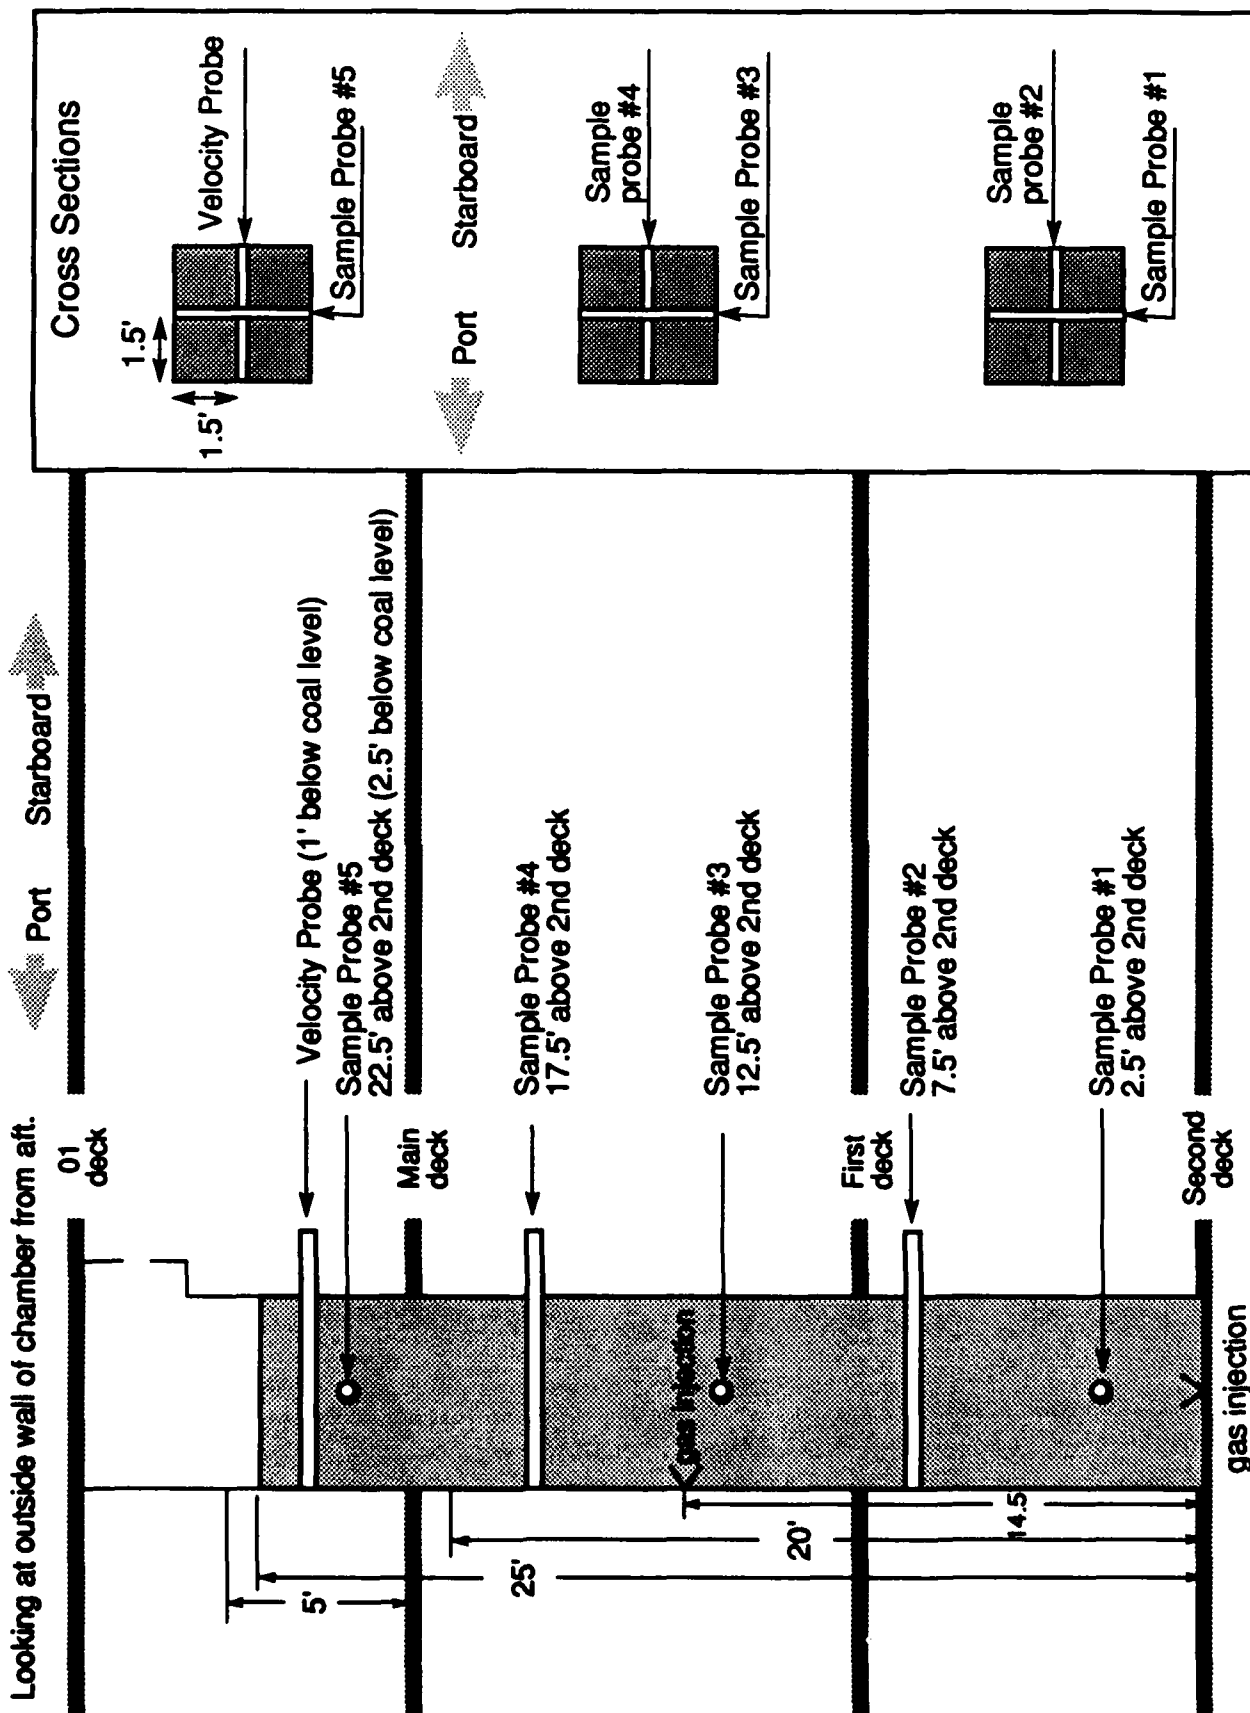 Looking at outside wall of chamber from aft.
Port
Starboard
01
deck
Velocity Probe (1' below coal level)
Sample Probe #5
22.5' above 2nd deck (2.5' below coal level)
Main
deck
Sample Probe #4
17.5' above 2nd deck
gas injection
Sample Probe #3
12.5' above 2nd deck
First
deck
Sample Probe #2
7.5' above 2nd deck
Sample Probe #1
2.5' above 2nd deck
Second
deck
gas injection
5'
25'
20'
14.5
Cross Sections
1.5'
1.5'
Velocity Probe
Sample Probe #5
Port
Starboard
Sample
probe #4
Sample Probe #3
Sample
probe #2
Sample Probe #1